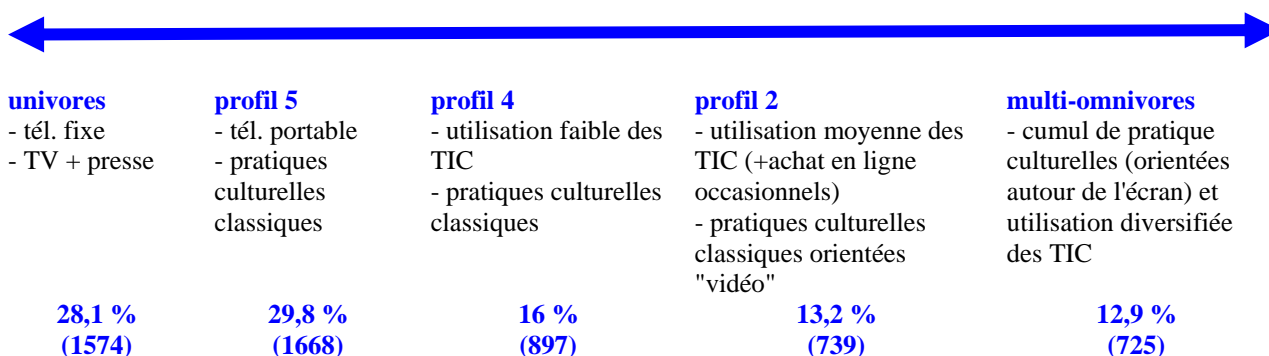 univores
- tél. fixe
- TV + presse
profil 5
- tél. portable
- pratiques
culturelles
classiques
profil 4
- utilisation faible des
TIC
- pratiques culturelles
classiques
profil 2
- utilisation moyenne des
TIC (+achat en ligne
occasionnels)
- pratiques culturelles
classiques orientées
"vidéo"
multi-omnivores
- cumul de pratique
culturelles (orientées
autour de l'écran) et
utilisation diversifiée
des TIC
28,1 %
(1574)
29,8 %
(1668)
16 %
(897)
13,2 %
(739)
12,9 %
(725)